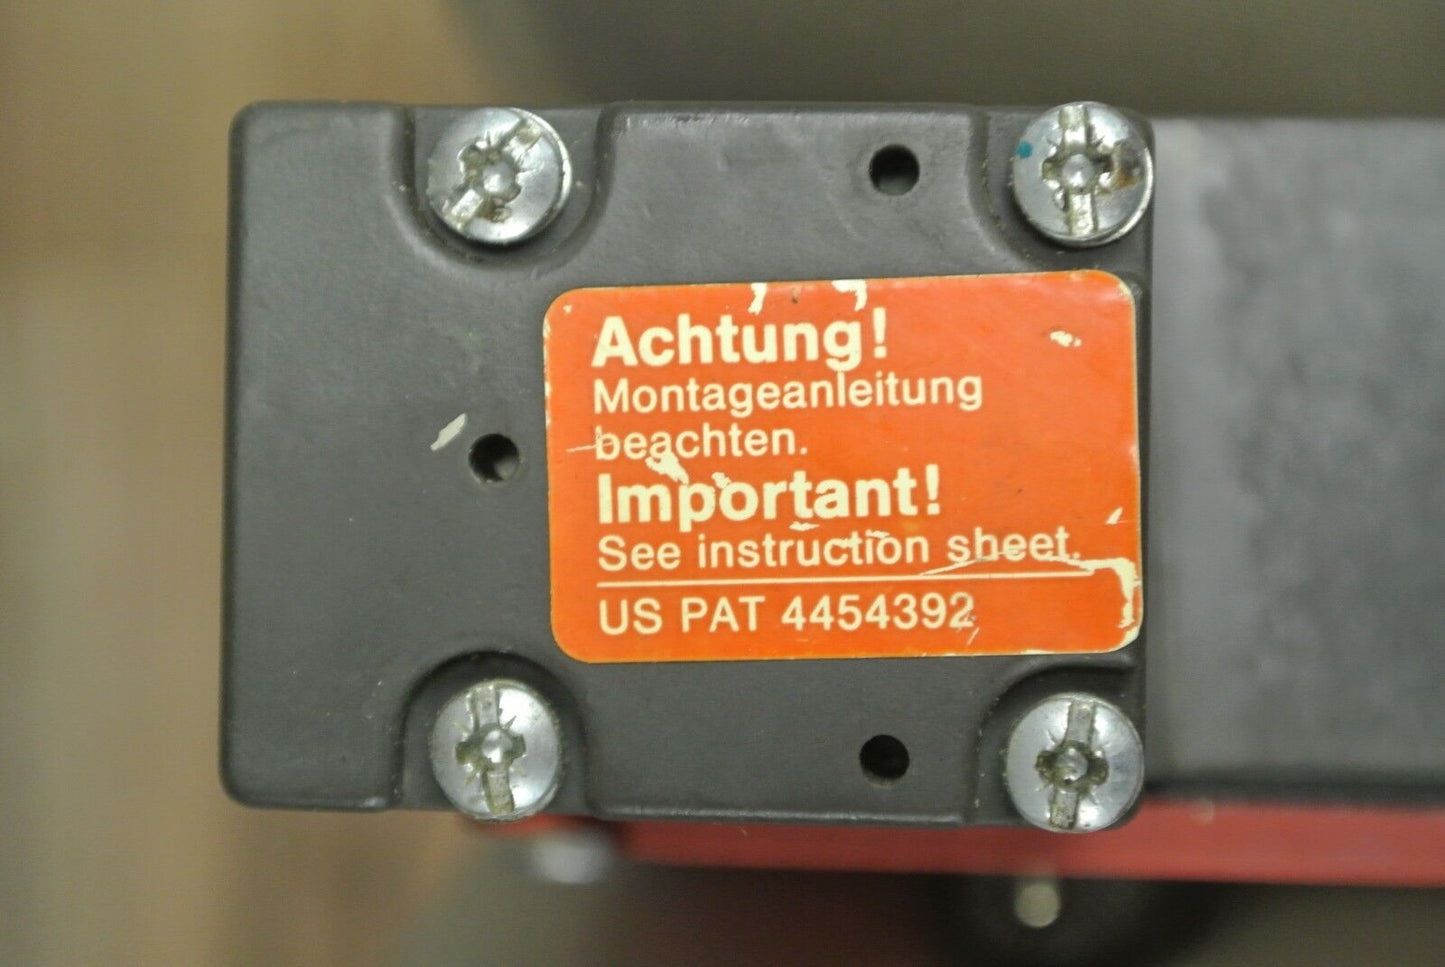 Achtung!
Montageanleitung
beachten.
Important!
See instruction sheet.
US PAT 4454392